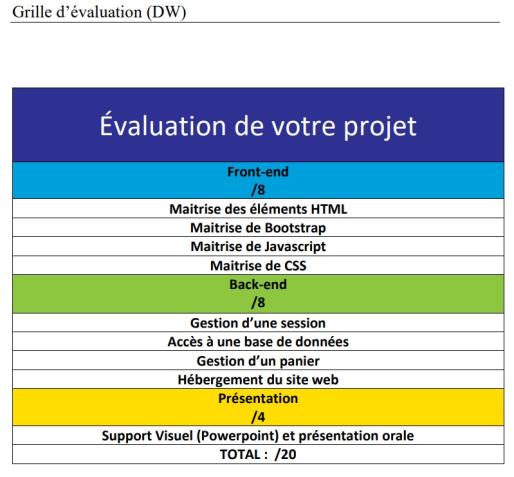 Grille d’évaluation (DW)
Évaluation de votre projet
Front-end
/8
Maitrise des éléments HTML
Maitrise de Bootstrap
Maitrise de Javascript
Maitrise de CSS
Back-end
/8
Gestion d’une session
Accès à une base de données
Gestion d’un panier
Hébergement du site web
Présentation
/4
Support Visuel (Powerpoint) et présentation orale
TOTAL : /20